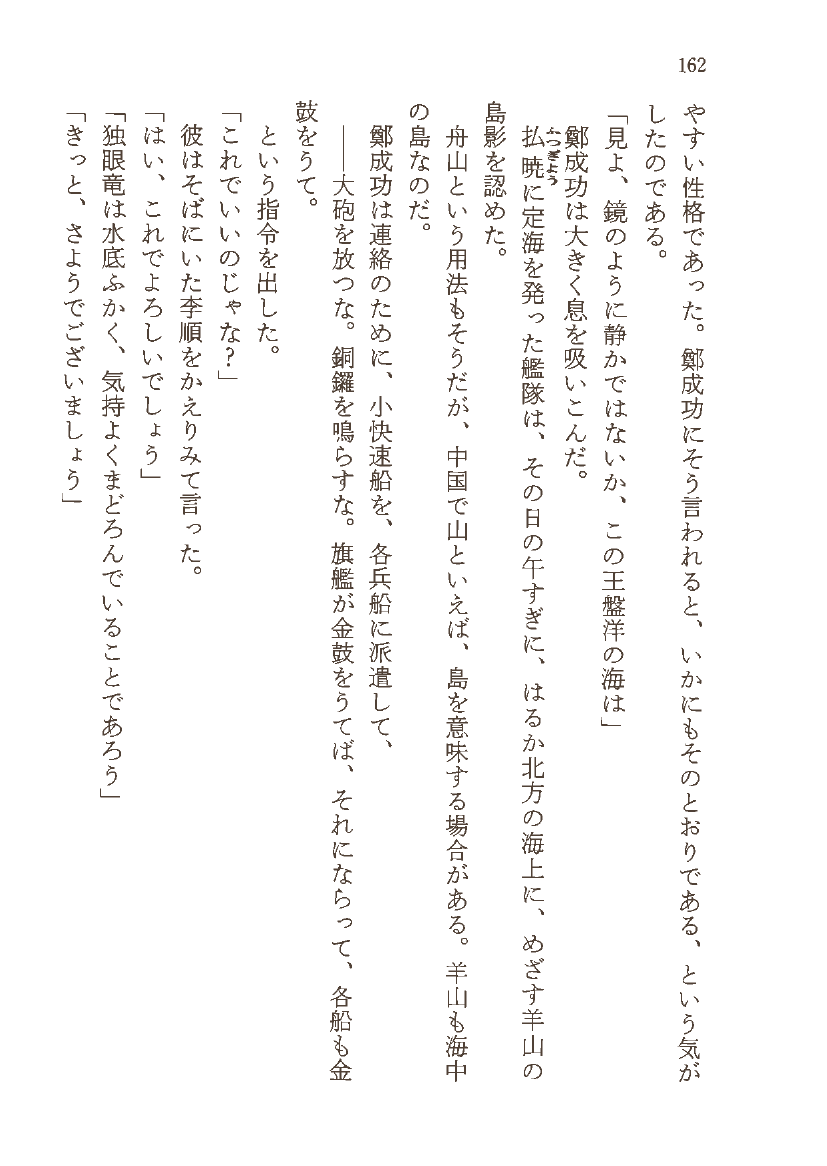 162
やすい性格であった。鄭成功にそう言われると、いかにもそのとおりである、という気が
したのである。
「見よ、鏡のように静かではないか、この王盤洋の海は」
鄭成功は大きく息を吸いこんだ。
払暁に定海を発った艦隊は、その日の午すぎに、はるか北方の海上に、めざす羊山の
ふつぎよう
島影を認めた。
舟山という用法もそうだが、中国で山といえば、島を意味する場合がある。羊山も海中
の島なのだ。
鄭成功は連絡のために、小快速船を、各兵船に派遣して、
――大砲を放つな。銅鑼を鳴らすな。旗艦が金鼓をうてば、それにならって、各船も金
鼓をうて。
という指令を出した。
「これでいいのじゃな？」
彼はそばにいた李順をかえりみて言った。
「はい、これでよろしいでしょう」
「独眼竜は水底ふかく、気持よくまどろんでいることであろう」
「きっと、さようでございましょう」